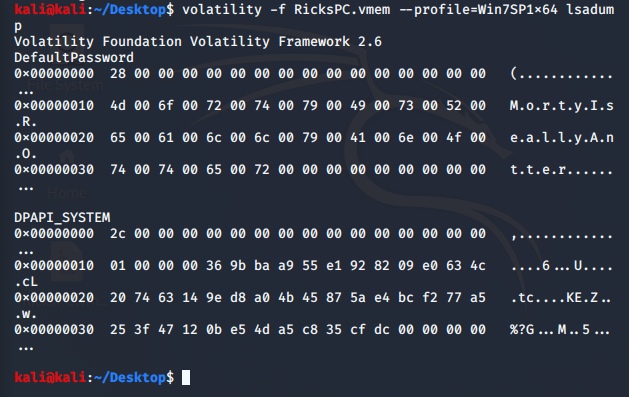 kali@kali:~/Desktop$ volatility -f RicksPC.vmem --profile=Win7SP1×64 lsadum
p
Volatility Foundation Volatility Framework 2.6
DefaultPassword
0×00000000  28 00 00 00 00 00 00 00 00 00 00 00 00 00 00 00   (............
...
0×00000010  4d 00 6f 00 72 00 74 00 79 00 49 00 73 00 52 00   M.o.r.t.y.I.s
.R.
0×00000020  65 00 61 00 6c 00 6c 00 79 00 41 00 6e 00 4f 00   e.a.l.l.y.A.n
.O.
0×00000030  74 00 74 00 65 00 72 00 00 00 00 00 00 00 00 00   t.t.e.r......
...
DPAPI_SYSTEM
0×00000000  2c 00 00 00 00 00 00 00 00 00 00 00 00 00 00 00   ,............
...
0×00000010  01 00 00 00 36 9b ba a9 55 e1 92 82 09 e0 63 4c   ....6...U....
.cL
0×00000020  20 74 63 14 9e d8 a0 4b 45 87 5a e4 bc f2 77 a5   .tc....KE.Z..
.w.
0×00000030  25 3f 47 12 0b e5 4d a5 c8 35 cf dc 00 00 00 00   %?G...M..5...
...
kali@kali:~/Desktop$